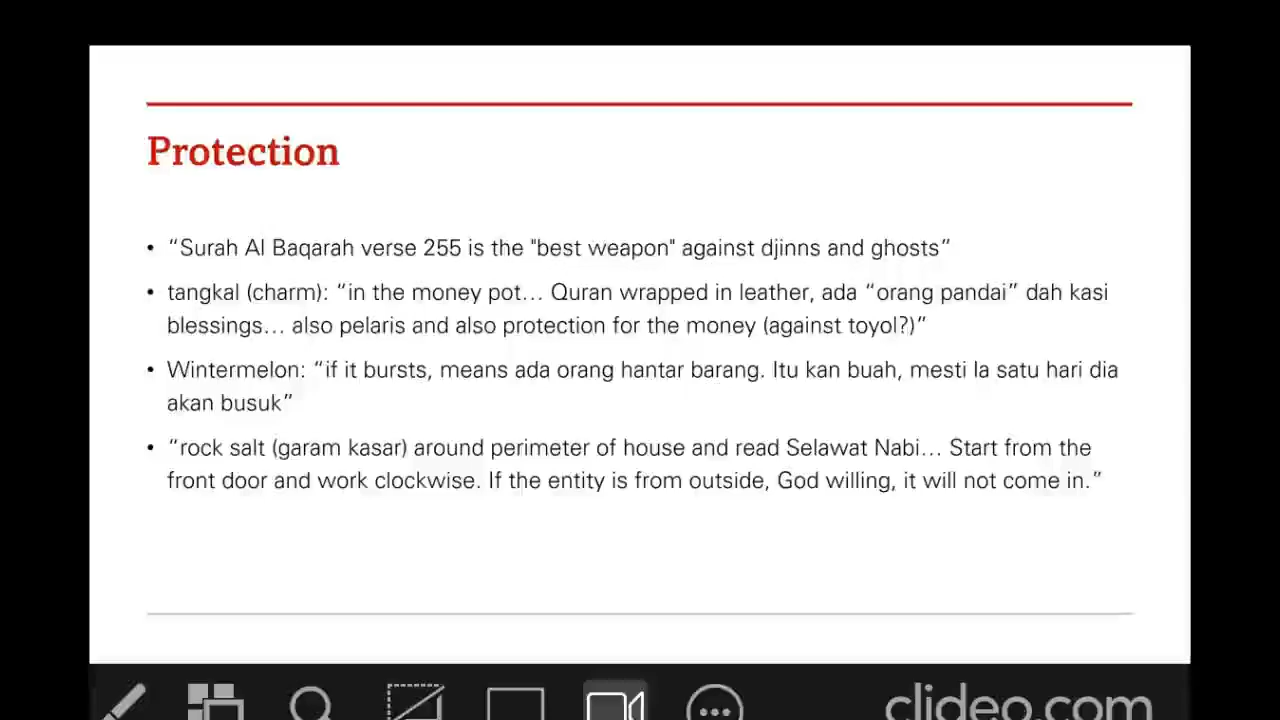 Protection
• “Surah Al Baqarah verse 255 is the "best weapon" against djinns and ghosts”
• tangkal (charm): “in the money pot... Quran wrapped in leather, ada “orang pandai” dah kasi
blessings... also pelaris and also protection for the money (against toyol?)”
• Wintermelon: “if it bursts, means ada orang hantar barang. Itu kan buah, mesti la satu hari dia
akan busuk”
• “rock salt (garam kasar) around perimeter of house and read Selawat Nabi... Start from the
front door and work clockwise. If the entity is from outside, God willing, it will not come in.”
clideo.com